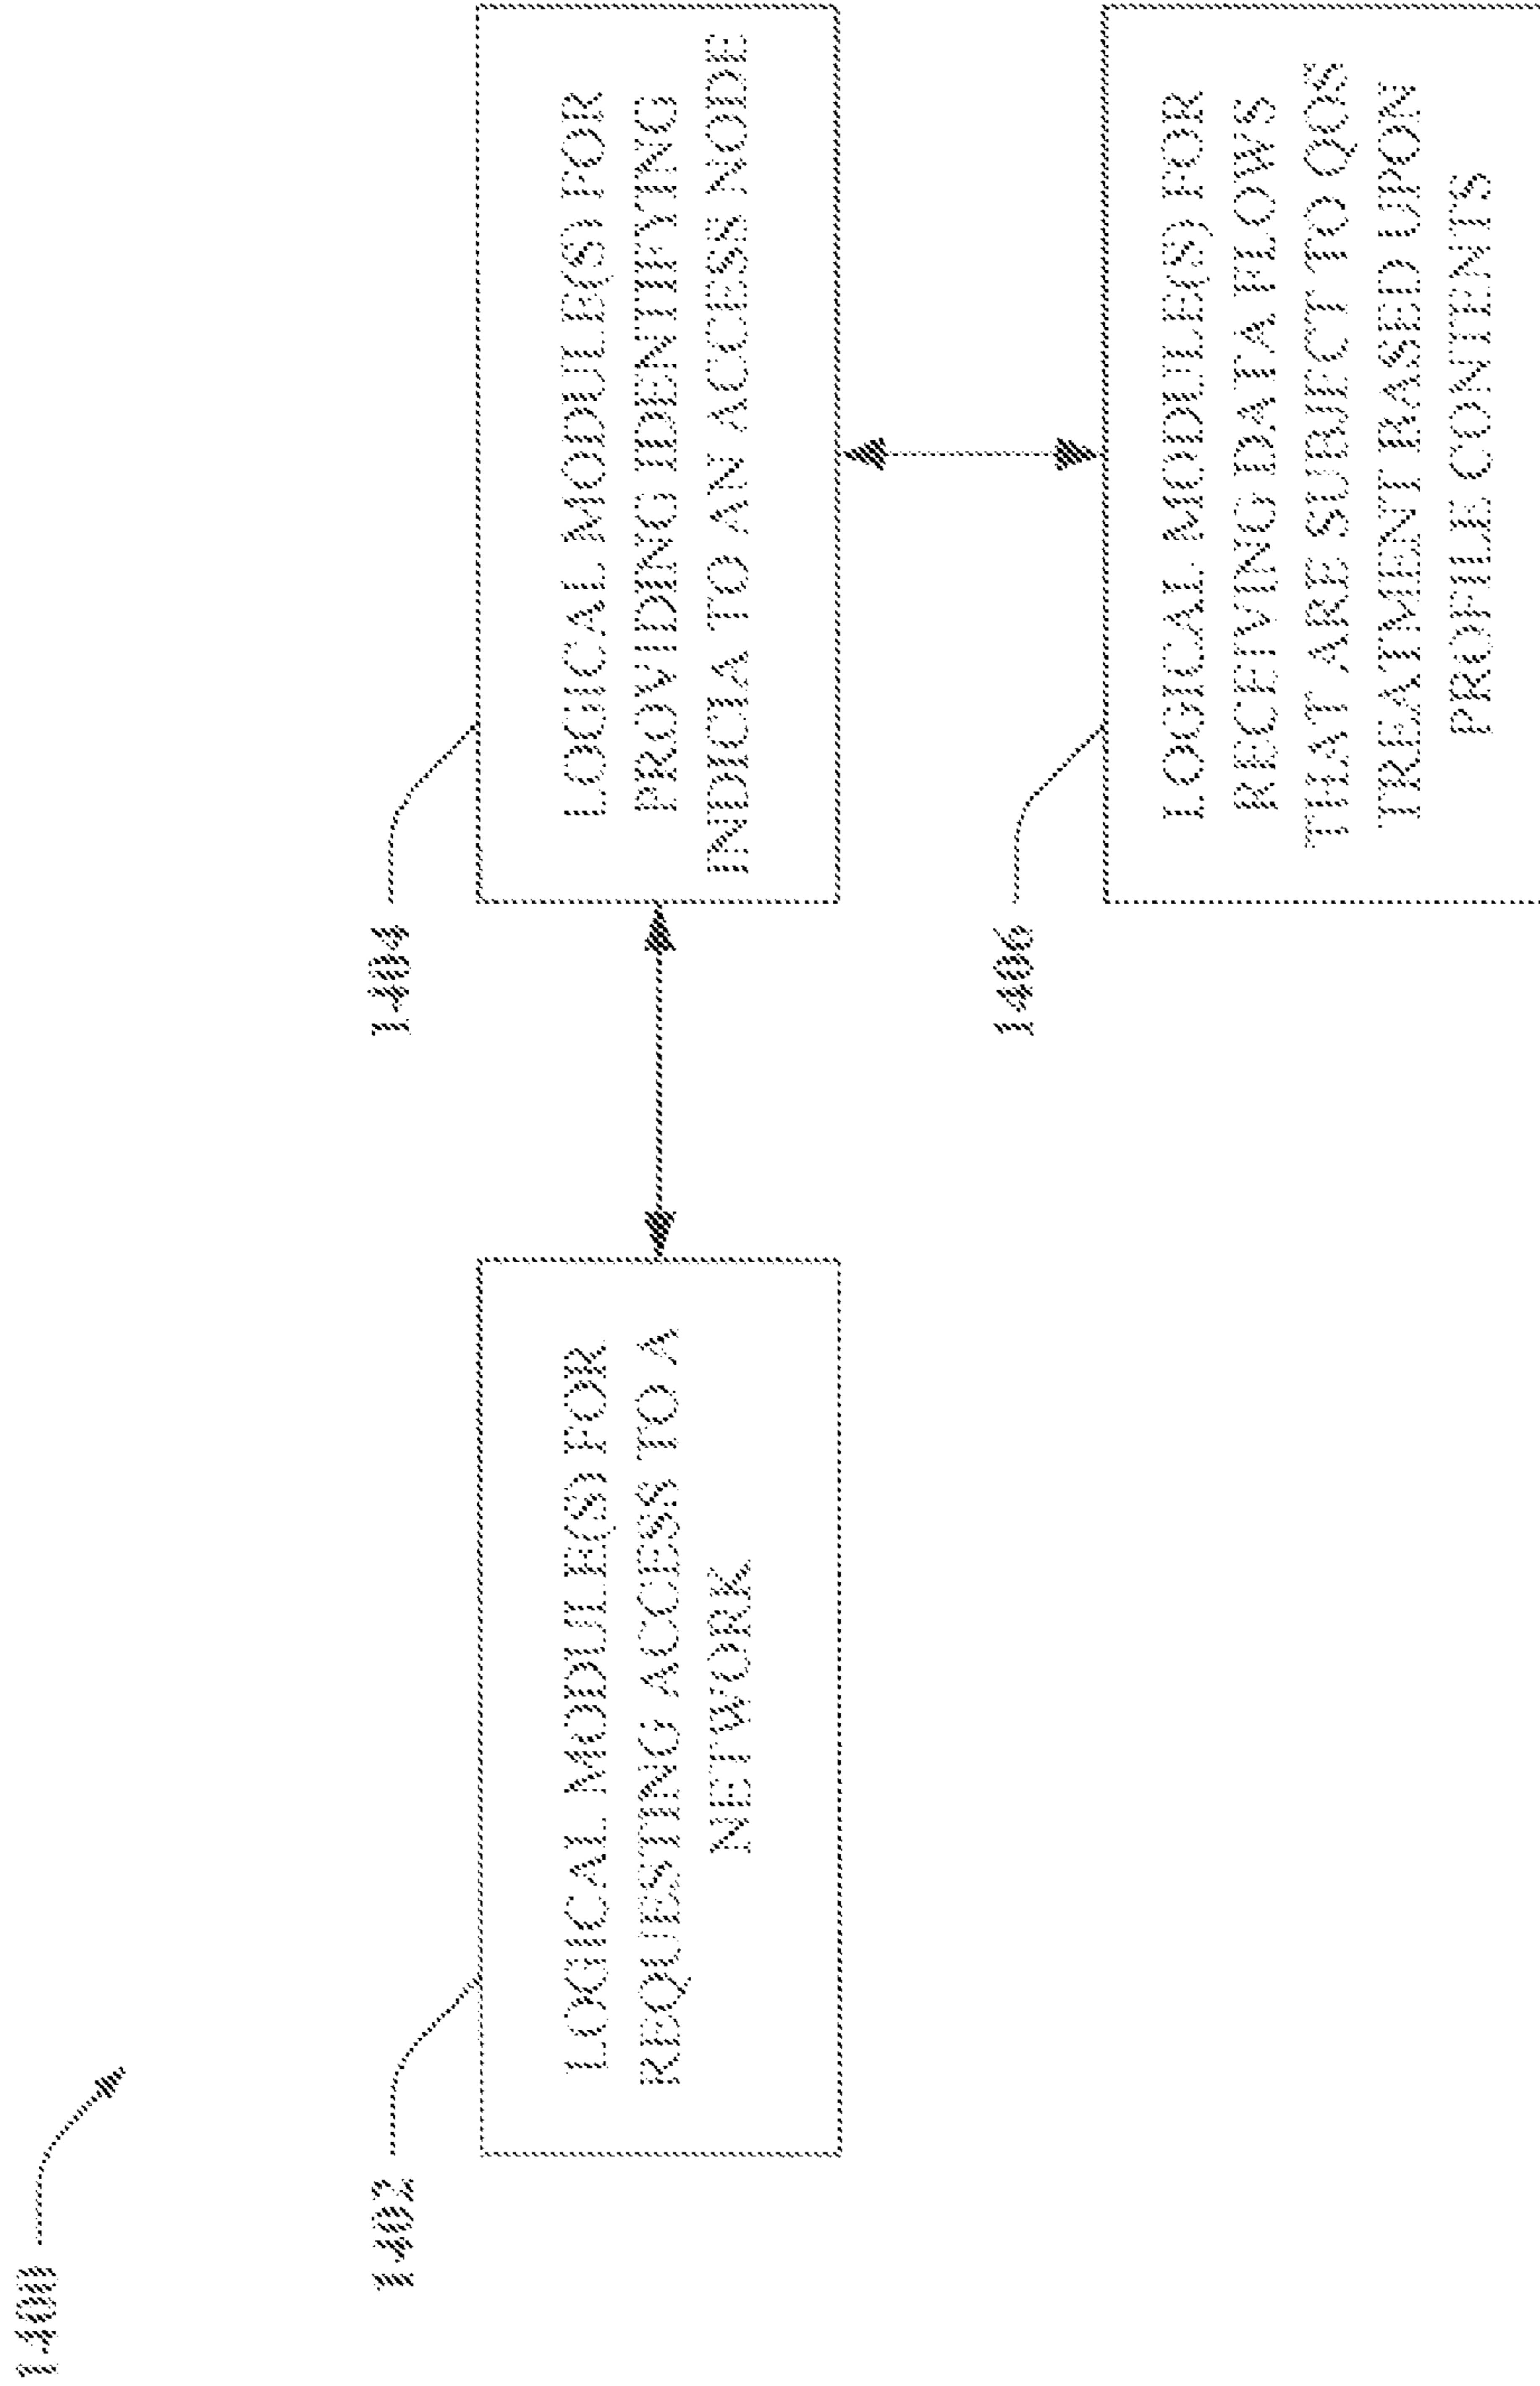 1400
1402
LOGICAL MODULE(S) FOR
REQUESTING ACCESS TO A
NETWORK
1404
LOGICAL MODULE(S) FOR
PROVIDING IDENTIFYING
INDICIA TO AN ACCESS NODE
1406
LOGICAL MODULE(S) FOR
RECEIVING DATA FLOWS
THAT ARE SUBJECT TO QOS
TREATMENT BASED UPON
PROFILE CONTENTS